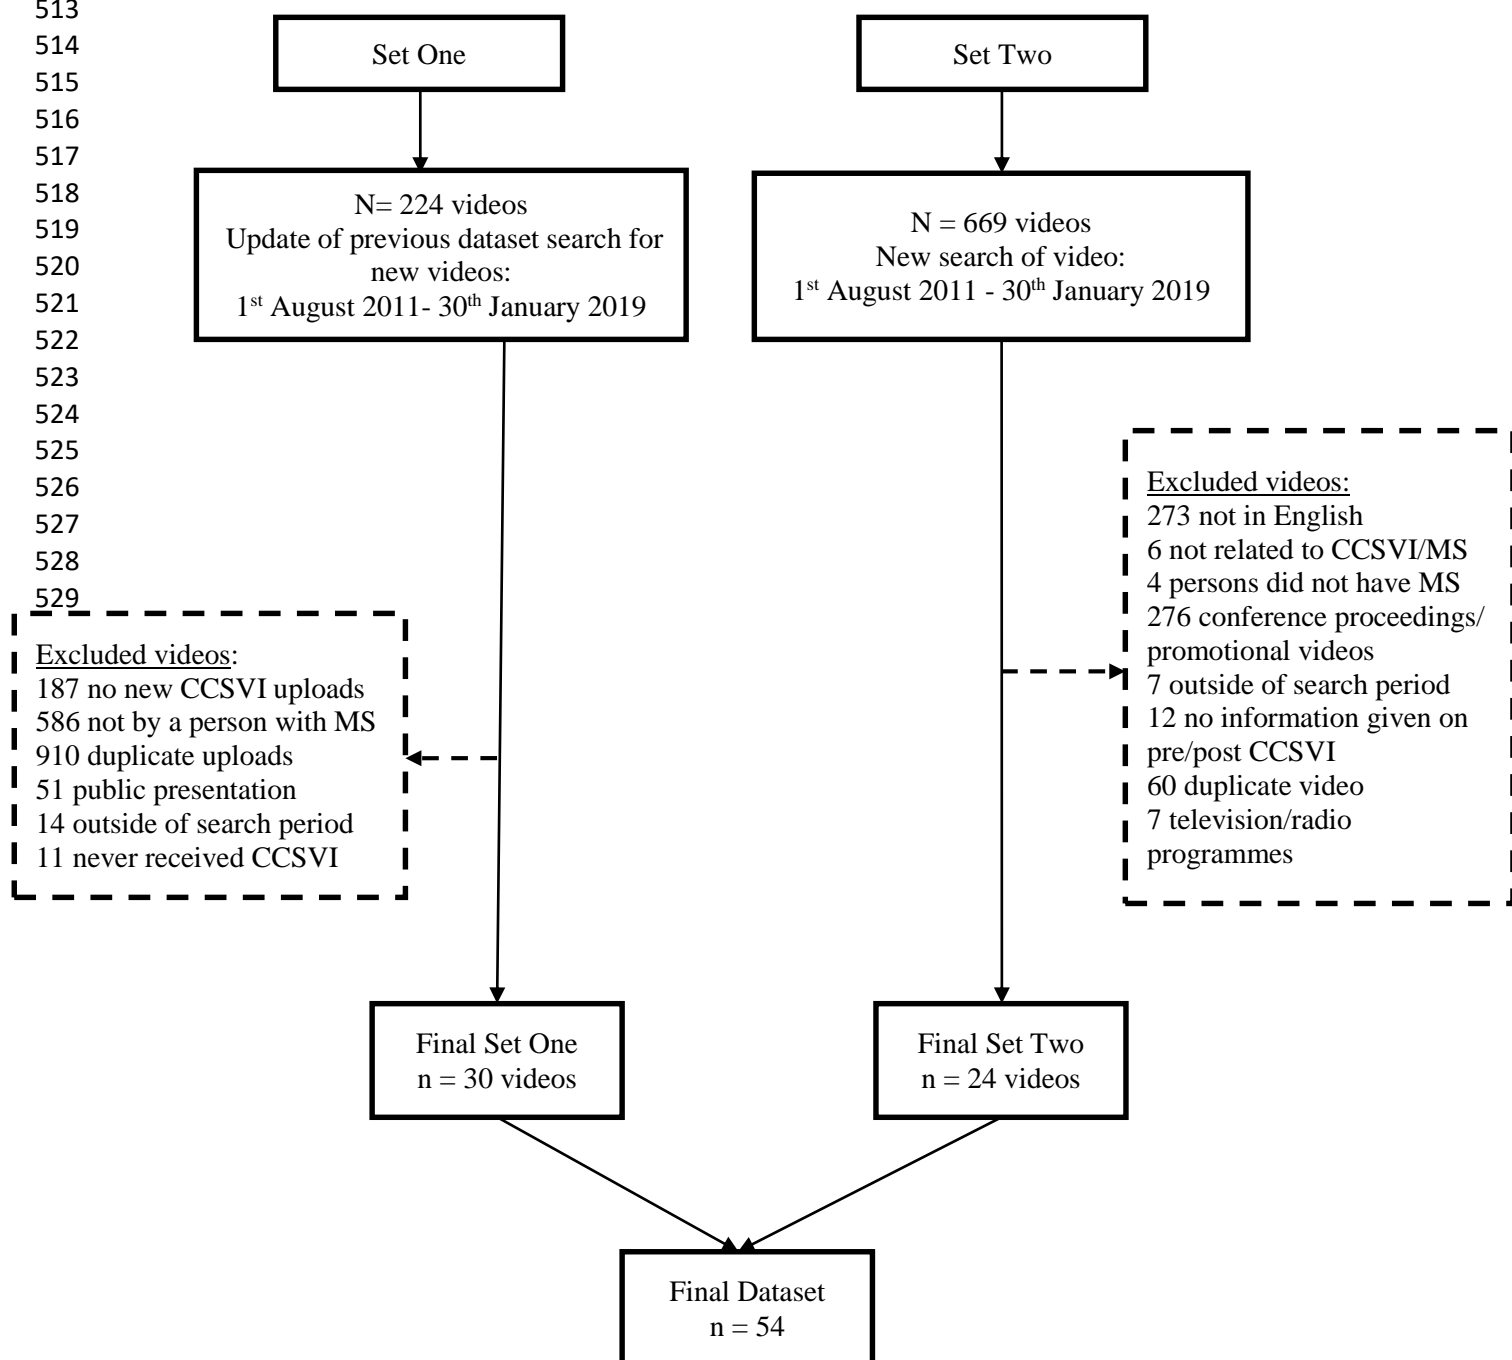 513
514
515
516
517
518
519
520
521
522
523
524
525
526
527
528
529
Set One
Set Two
N= 224 videos
Update of previous dataset search for
new videos:
1st August 2011- 30th January 2019
N = 669 videos
New search of video:
1st August 2011 - 30th January 2019
Excluded videos:
273 not in English
6 not related to CCSVI/MS
4 persons did not have MS
276 conference proceedings/
promotional videos
7 outside of search period
12 no information given on
pre/post CCSVI
60 duplicate video
7 television/radio
programmes
Excluded videos:
187 no new CCSVI uploads
586 not by a person with MS
910 duplicate uploads
51 public presentation
14 outside of search period
11 never received CCSVI
Final Set One
n = 30 videos
Final Set Two
n = 24 videos
Final Dataset
n = 54